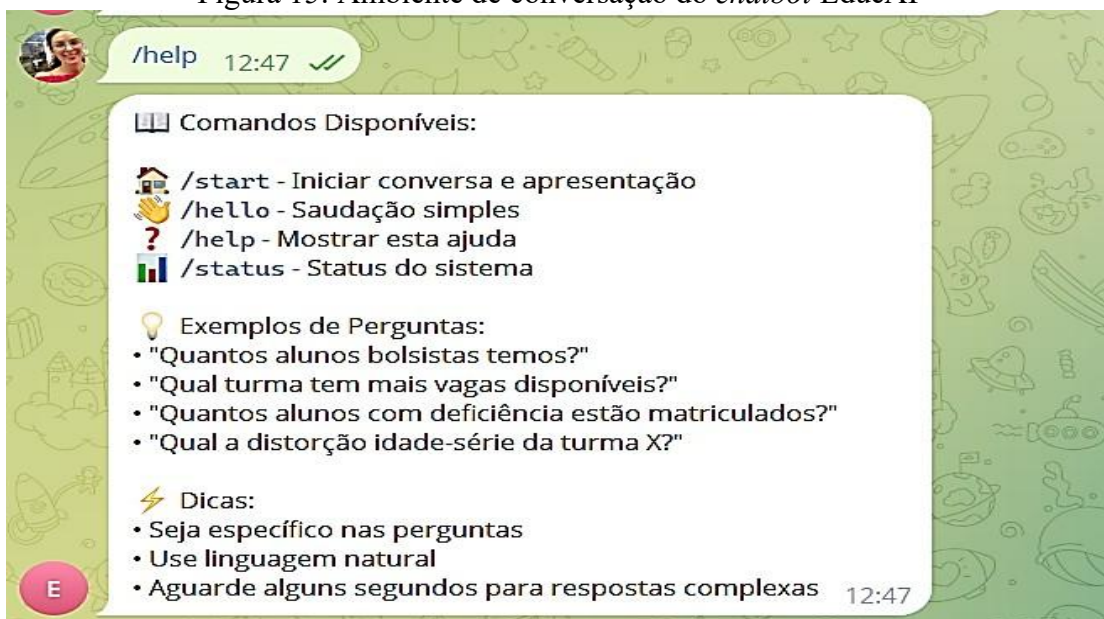 Figura 15: Ambiente de conversação do chatbot EducAI
/help 12:47
Comandos Disponíveis:
/start - Iniciar conversa e apresentação
/hello - Saudação simples
/help - Mostrar esta ajuda
/status - Status do sistema
Exemplos de Perguntas:
• "Quantos alunos bolsistas temos?"
• "Qual turma tem mais vagas disponíveis?"
• "Quantos alunos com deficiência estão matriculados?"
• "Qual a distorção idade-série da turma X?"
Dicas:
• Seja específico nas perguntas
• Use linguagem natural
• Aguarde alguns segundos para respostas complexas 12:47
E